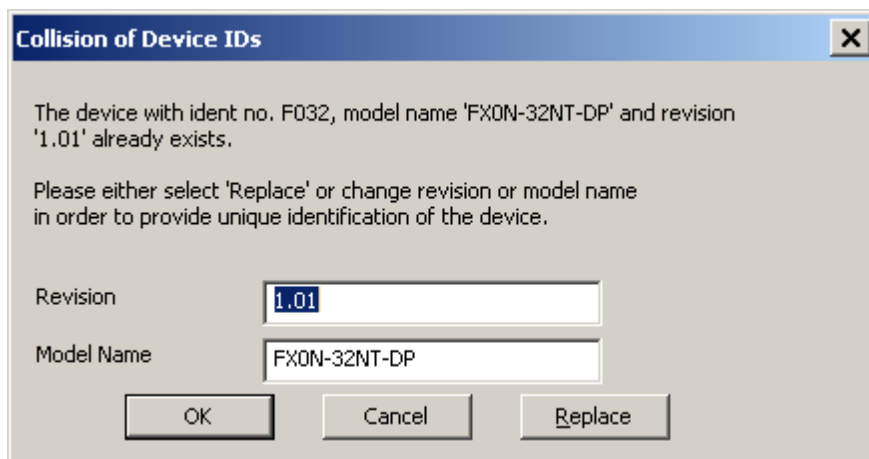 Collision of Device IDs
The device with ident no. F032, model name 'FX0N-32NT-DP' and revision
'1.01' already exists.
Please either select 'Replace' or change revision or model name
in order to provide unique identification of the device.
Revision
1.01
Model Name
FX0N-32NT-DP
OK
Cancel
Replace